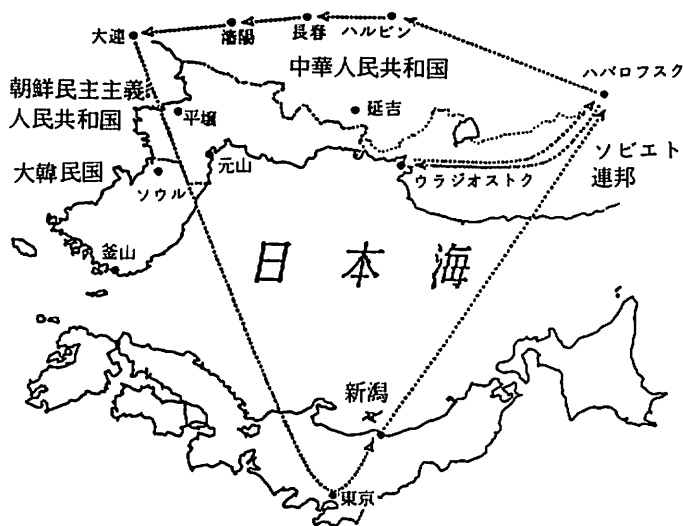 大連
瀋陽
長春
ハルビン
ハバロフスク
中華人民共和国
朝鮮民主主義
人民共和国
平壌
延吉
ソビエト
連邦
大韓民国
ソウル
元山
ウラジオストク
釜山
日本海
新潟
東京